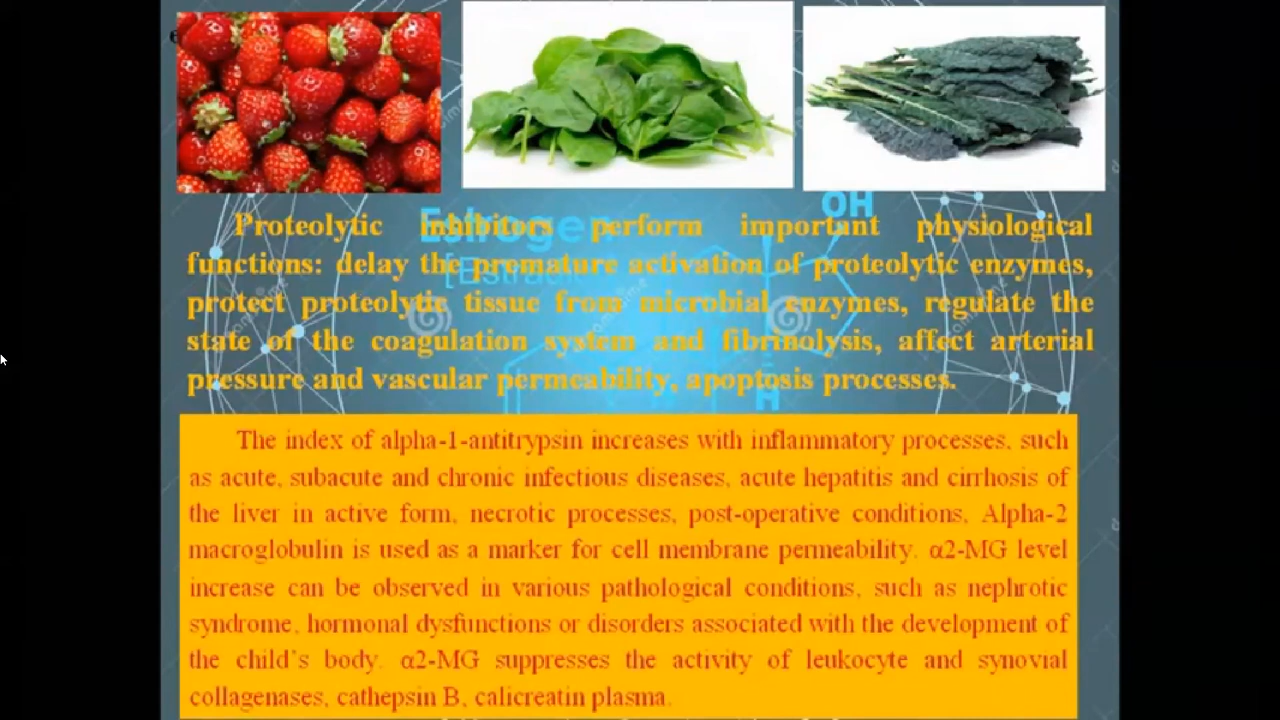 OH
Estrogen
[Estra
Proteolytic inhibitors perform important physiological
functions: delay the premature activation of proteolytic enzymes,
protect proteolytic tissue from microbial enzymes, regulate the
state of the coagulation system and fibrinolysis, affect arterial
pressure and vascular permeability, apoptosis processes.
H
The index of alpha-1-antitrypsin increases with inflammatory processes, such
as acute, subacute and chronic infectious diseases, acute hepatitis and cirrhosis of
the liver in active form, necrotic processes, post-operative conditions, Alpha-2
macroglobulin is used as a marker for cell membrane permeability. α2-MG level
increase can be observed in various pathological conditions, such as nephrotic
syndrome, hormonal dysfunctions or disorders associated with the development of
the child’s body. α2-MG suppresses the activity of leukocyte and synovial
collagenases, cathepsin B, calicreatin plasma.